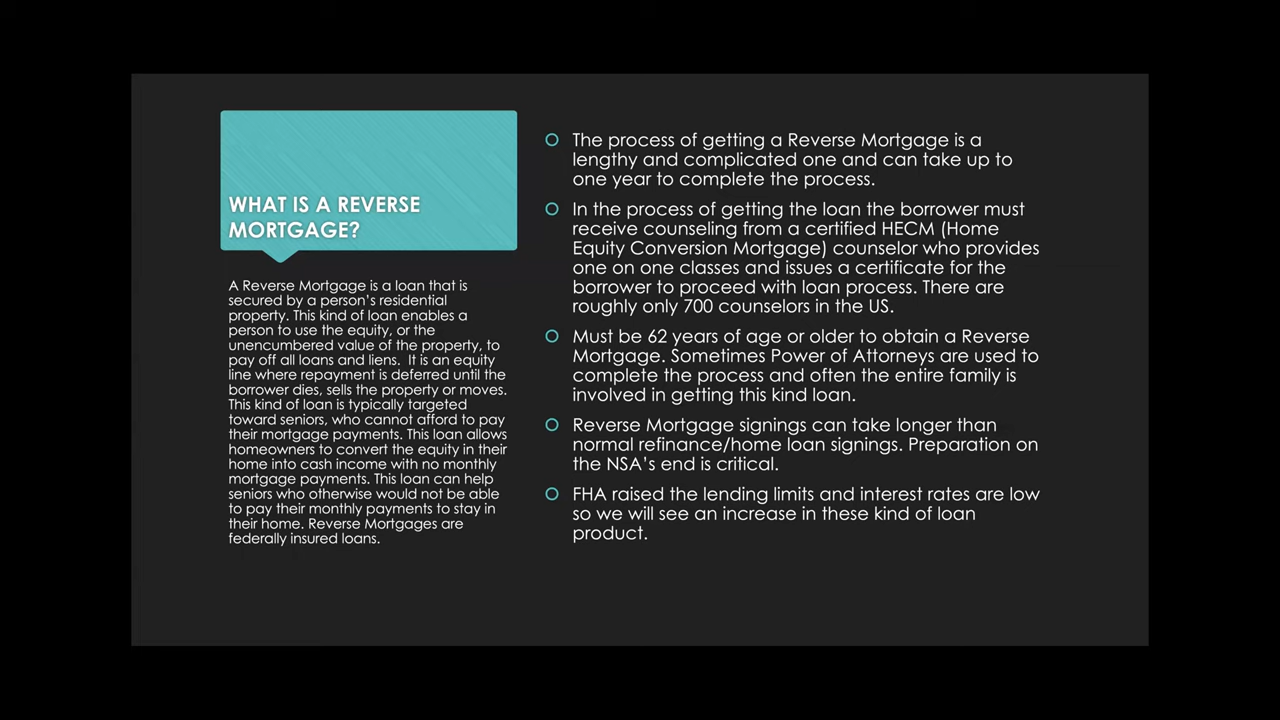 WHAT IS A REVERSE
MORTGAGE?
A Reverse Mortgage is a loan that is
secured by a person's residential
property. This kind of loan enables a
person to use the equity, or the
unencumbered value of the property, to
pay off all loans and liens.  It is an equity
line where repayment is deferred until the
borrower dies, sells the property or moves.
This kind of loan is typically targeted
toward seniors, who cannot afford to pay
their mortgage payments. This loan allows
homeowners to convert the equity in their
home into cash income with no monthly
mortgage payments. This loan can help
seniors who otherwise would not be able
to pay their monthly payments to stay in
their home. Reverse Mortgages are
federally insured loans.
The process of getting a Reverse Mortgage is a
lengthy and complicated one and can take up to
one year to complete the process.
In the process of getting the loan the borrower must
receive counseling from a certified HECM (Home
Equity Conversion Mortgage) counselor who provides
one on one classes and issues a certificate for the
borrower to proceed with loan process. There are
roughly only 700 counselors in the US.
Must be 62 years of age or older to obtain a Reverse
Mortgage. Sometimes Power of Attorneys are used to
complete the process and often the entire family is
involved in getting this kind loan.
Reverse Mortgage signings can take longer than
normal refinance/home loan signings. Preparation on
the NSA's end is critical.
FHA raised the lending limits and interest rates are low
so we will see an increase in these kind of loan
product.